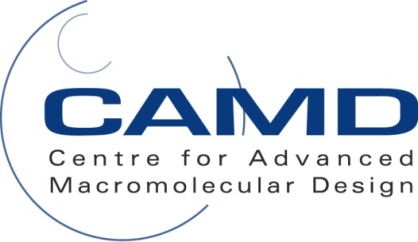 CAMD
Centre for Advanced
Macromolecular Design